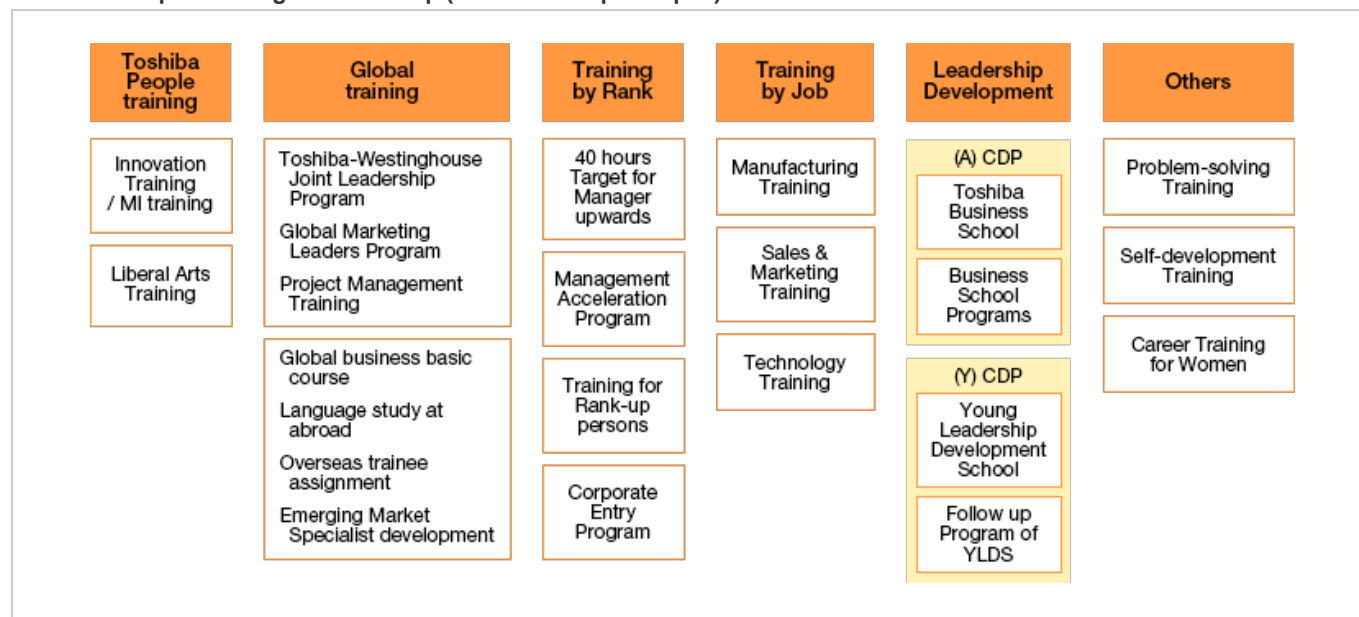 Toshiba
People
training
Innovation
Training
/ MI training
Liberal Arts
Training
Global
training
Toshiba-Westinghouse
Joint Leadership
Program
Global Marketing
Leaders Program
Project Management
Training
Global business basic
course
Language study at
abroad
Overseas trainee
assignment
Emerging Market
Specialist development
Training
by Rank
40 hours
Target for
Manager
upwards
Management
Acceleration
Program
Training for
Rank-up
persons
Corporate
Entry
Program
Training
by Job
Manufacturing
Training
Sales &
Marketing
Training
Technology
Training
Leadership
Development
(A) CDP
Toshiba
Business
School
Business
School
Programs
(Y) CDP
Young
Leadership
Development
School
Follow up
Program of
YLDS
Others
Problem-solving
Training
Self-development
Training
Career Training
for Women